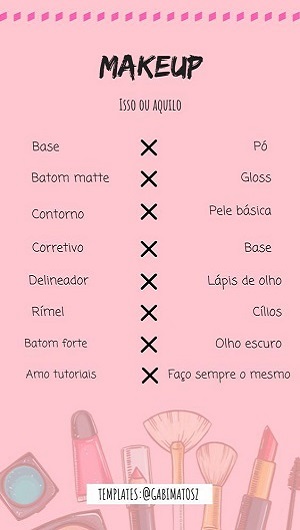 MAKEUP
ISSO OU AQUILO
Base X Pó
Batom matte X Gloss
Contorno X Pele básica
Corretivo X Base
Delineador X Lápis de olho
Rímel X Cílios
Batom forte X Olho escuro
Amo tutoriais X Faço sempre o mesmo
TEMPLATES:@GABIMATOSZ